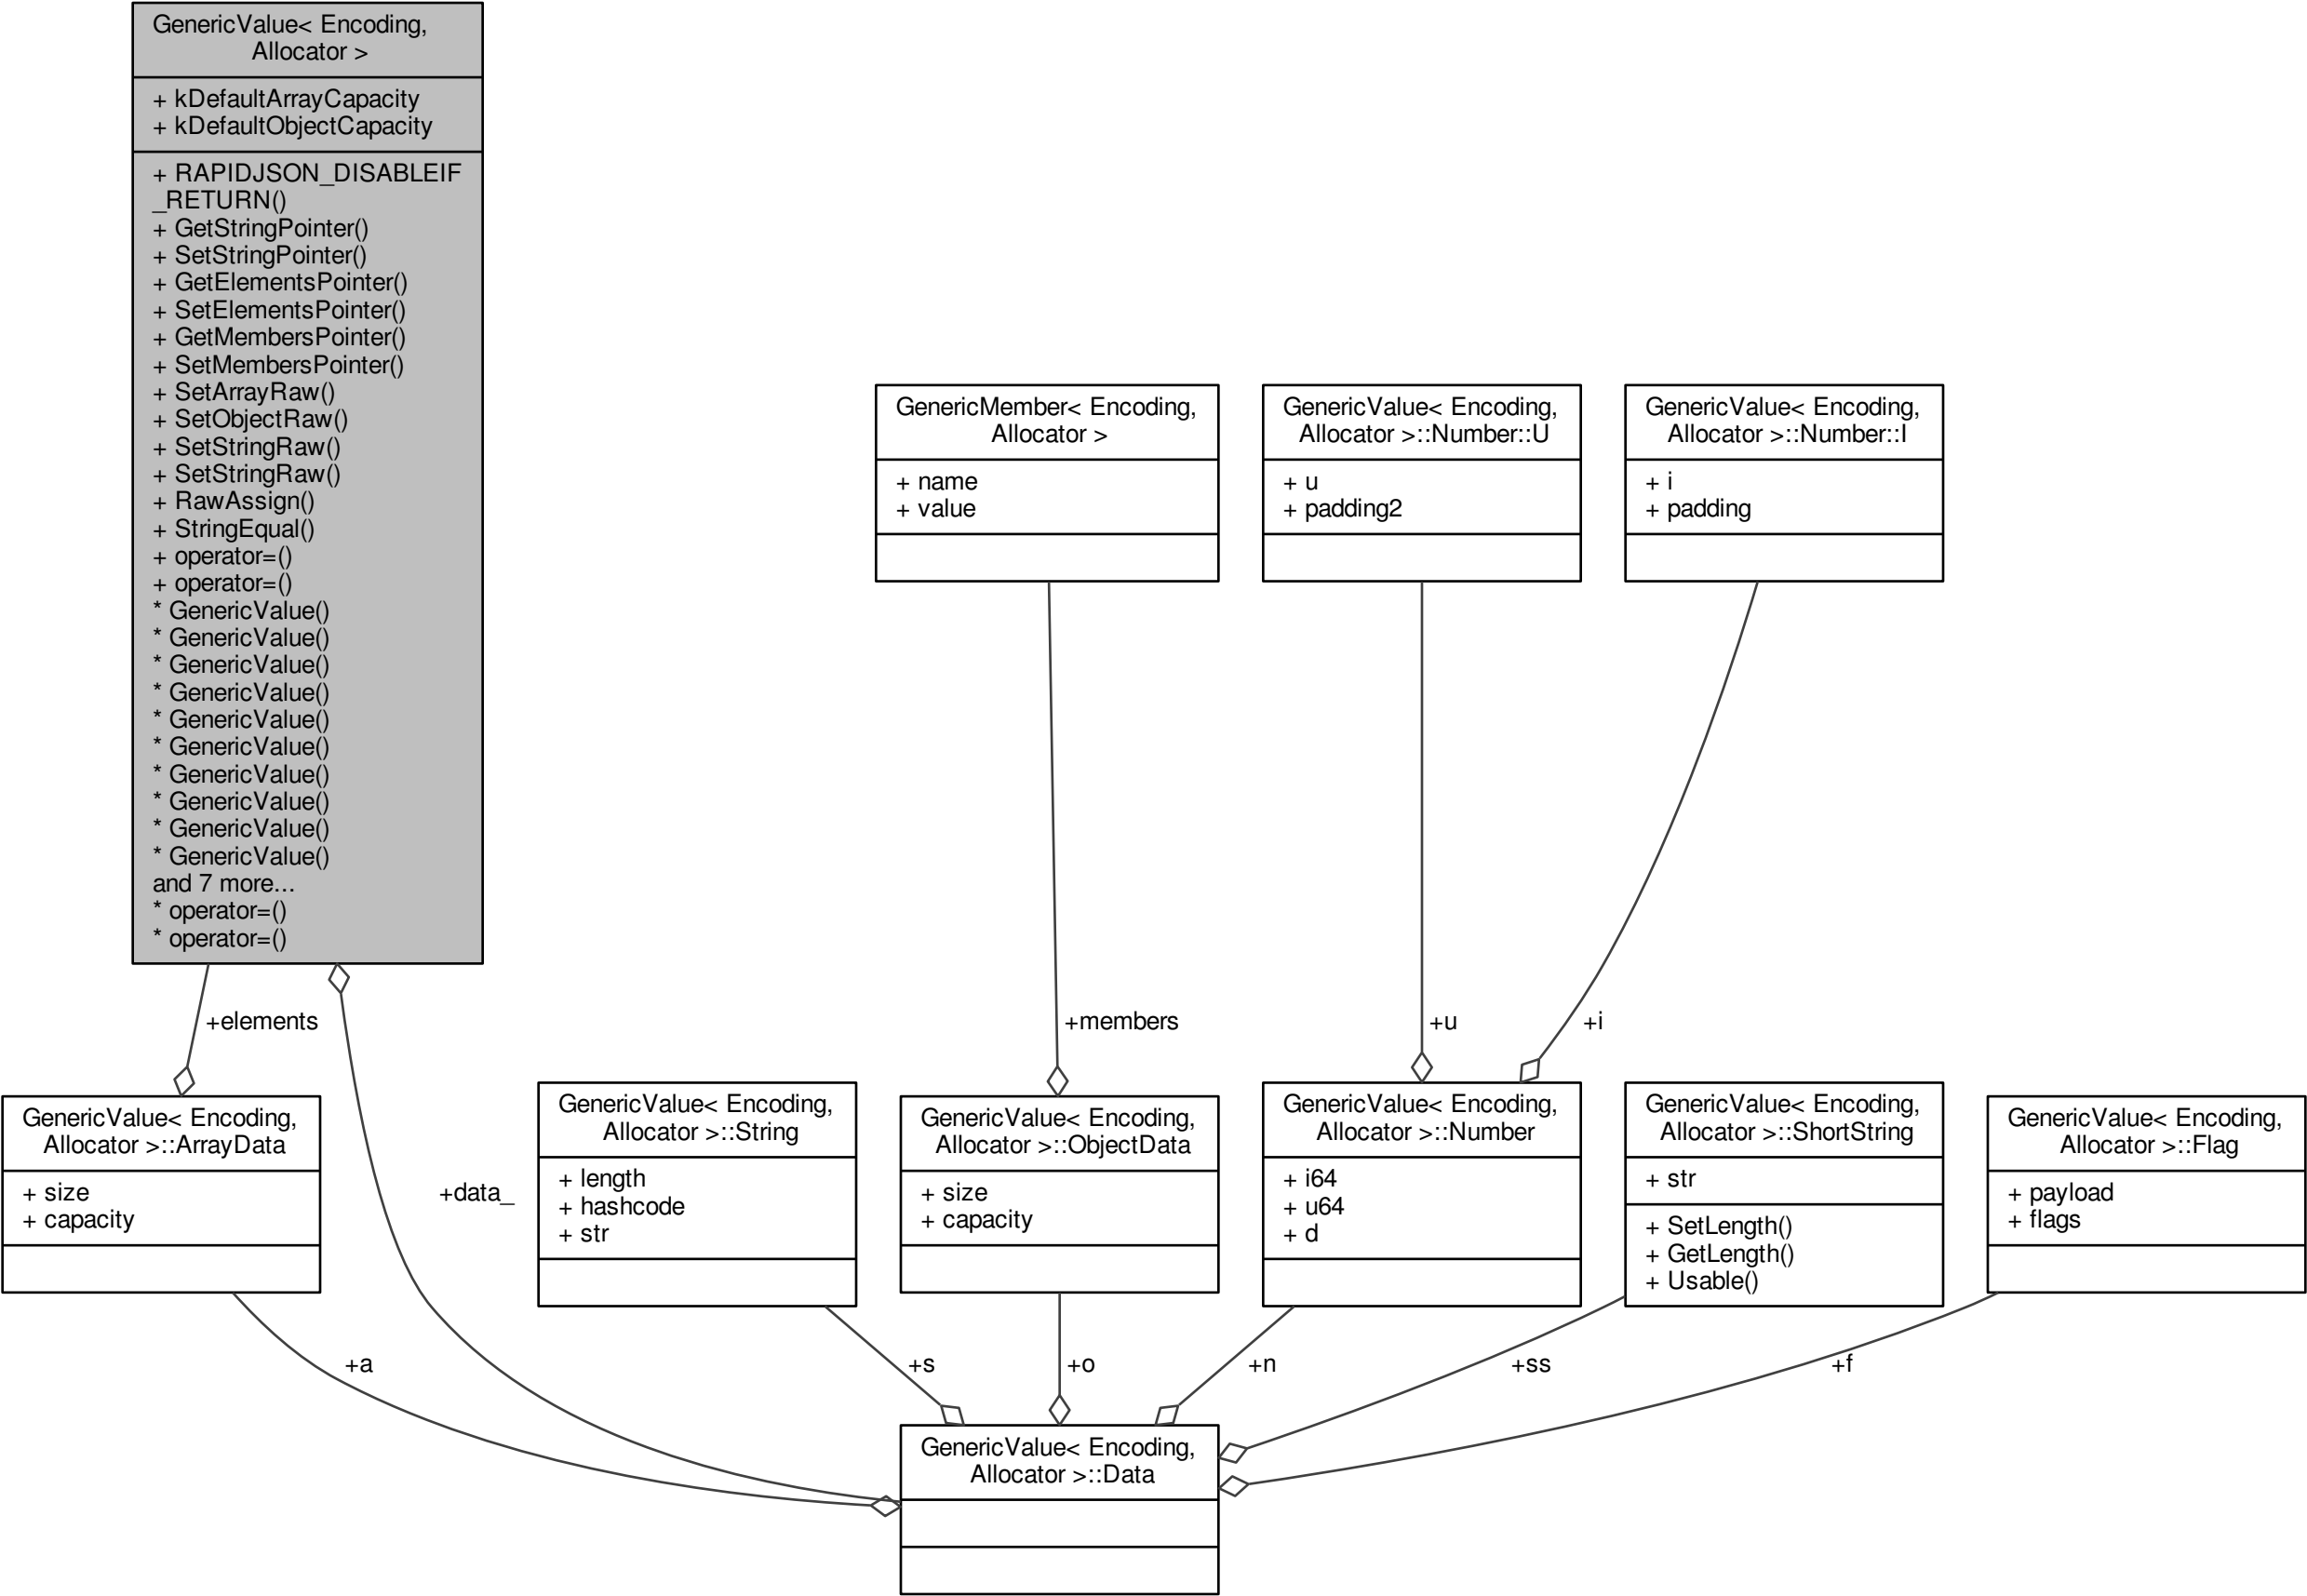 GenericValue< Encoding,
Allocator >
+ kDefaultArrayCapacity
+ kDefaultObjectCapacity
+ RAPIDJSON_DISABLEIF
_RETURN()
+ GetStringPointer()
+ SetStringPointer()
+ GetElementsPointer()
+ SetElementsPointer()
+ GetMembersPointer()
+ SetMembersPointer()
+ SetArrayRaw()
+ SetObjectRaw()
+ SetStringRaw()
+ SetStringRaw()
+ RawAssign()
+ StringEqual()
+ operator=()
+ operator=()
* GenericValue()
* GenericValue()
* GenericValue()
* GenericValue()
* GenericValue()
* GenericValue()
* GenericValue()
* GenericValue()
* GenericValue()
* GenericValue()
and 7 more...
* operator=()
* operator=()
GenericMember< Encoding,
Allocator >
+ name
+ value
GenericValue< Encoding,
Allocator >::Number::U
+ u
+ padding2
GenericValue< Encoding,
Allocator >::Number::I
+ i
+ padding
+elements
+members
+u
+i
+data_
GenericValue< Encoding,
Allocator >::ArrayData
+ size
+ capacity
GenericValue< Encoding,
Allocator >::String
+ length
+ hashcode
+ str
GenericValue< Encoding,
Allocator >::ObjectData
+ size
+ capacity
GenericValue< Encoding,
Allocator >::Number
+ i64
+ u64
+ d
GenericValue< Encoding,
Allocator >::ShortString
+ str
+ SetLength()
+ GetLength()
+ Usable()
GenericValue< Encoding,
Allocator >::Flag
+ payload
+ flags
+a
+s
+o
+n
+ss
+f
GenericValue< Encoding,
Allocator >::Data